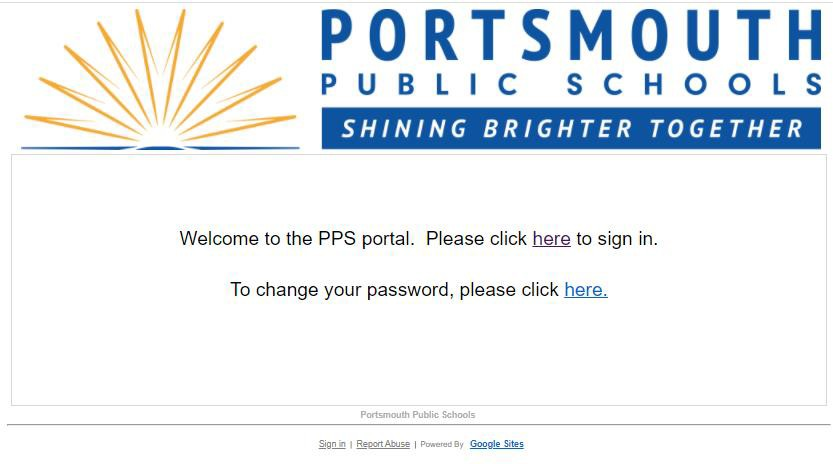 PORTSMOUTH
PUBLIC SCHOOLS
SHINING BRIGHTER TOGETHER
Welcome to the PPS portal.  Please click here to sign in.
To change your password, please click here.
Portsmouth Public Schools
Sign in | Report Abuse | Powered By Google Sites